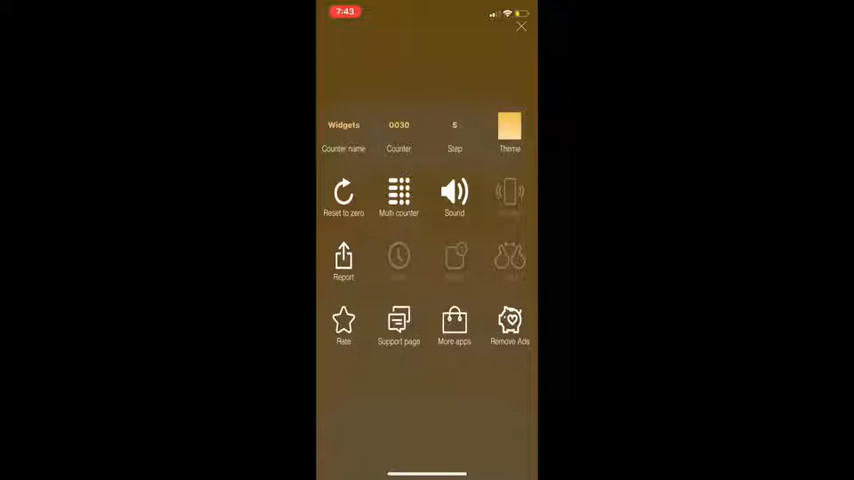 7:43
Widgets 0030 5
Counter name Counter Step Theme
Reset to zero Multi counter Sound
Report
Rate Support page More apps Remove Ads